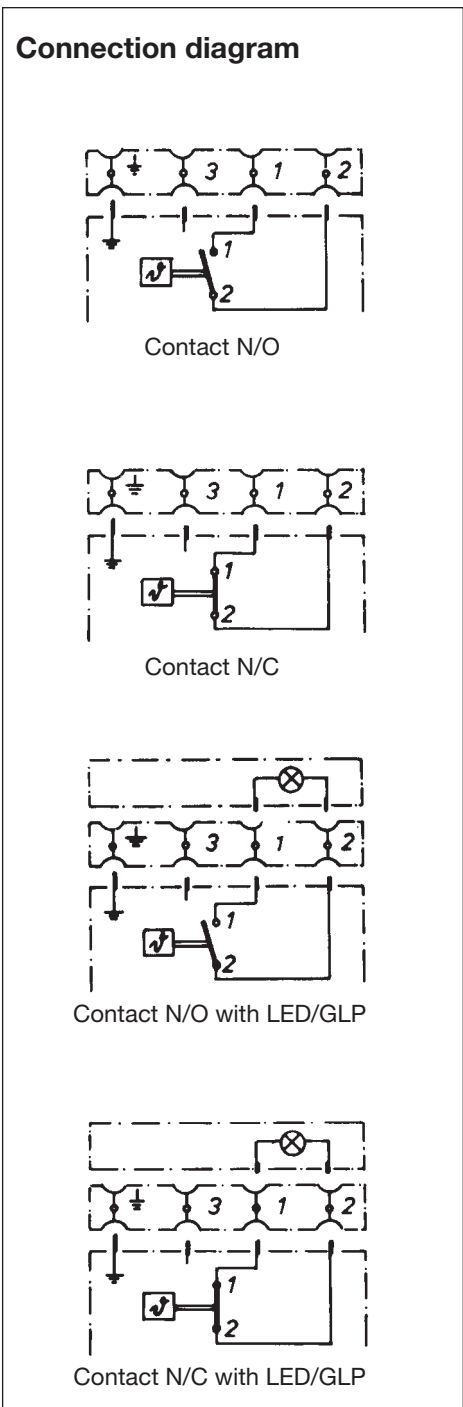 Connection diagram
⏚ 3 1 2
1
ϑ
2
Contact N/O
⏚ 3 1 2
1
ϑ
2
Contact N/C
⏚ 3 1 2
1
ϑ
2
Contact N/O with LED/GLP
⏚ 3 1 2
1
ϑ
2
Contact N/C with LED/GLP